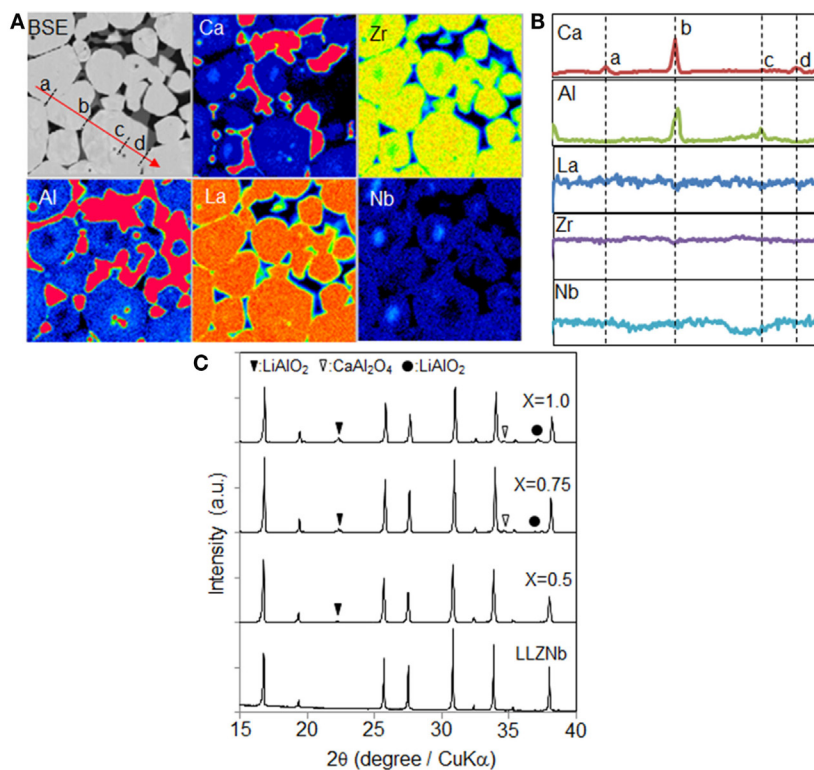 A
BSE
Ca
Zr
a
b
c
d
Al
La
Nb
B
Ca
a
b
c
d
Al
La
Zr
Nb
C
▼:LiAlO₂ ▽:CaAl₂O₄ ●:LiAlO₂
X=1.0
X=0.75
X=0.5
LLZNb
Intensity (a.u.)
15 20 25 30 35 40
2θ (degree / CuKα)